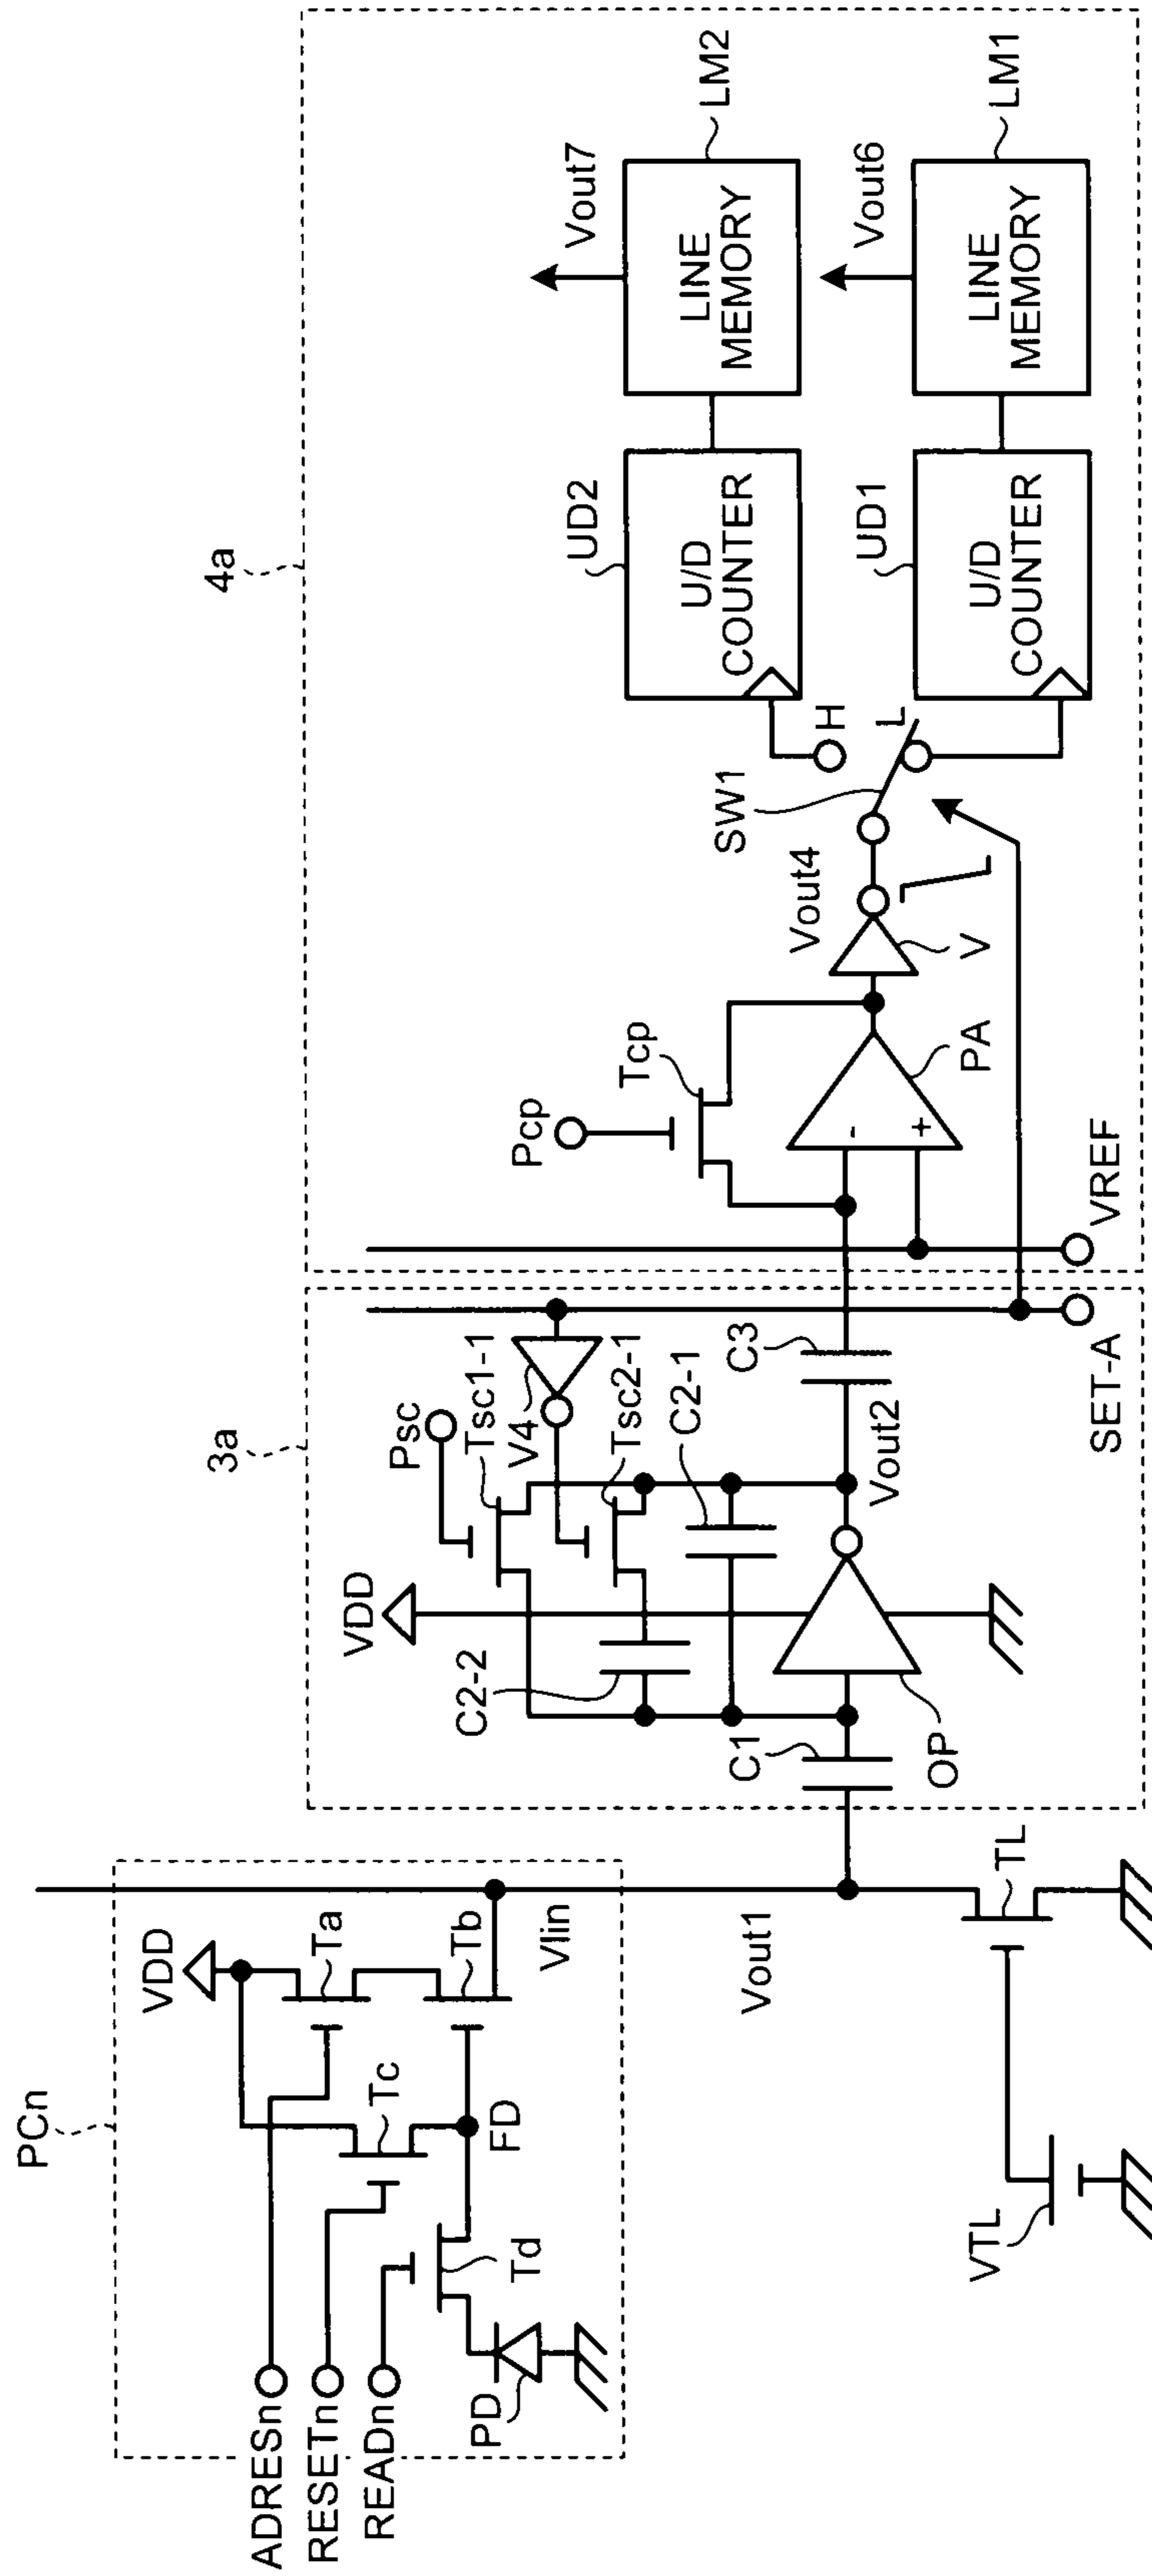 PCn
ADRESn
RESETn
READn
VDD
Ta
Tb
Tc
Td
FD
PD
Vlin
Vout1
TL
VTL
3a
VDD
Psc
Tsc1-1
V4
Tsc2-1
C2-1
C2-2
C1
OP
Vout2
C3
SET-A
4a
VREF
Pcp
Tcp
-
+
PA
V
Vout4
SW1
H
L
UD2
U/D
COUNTER
UD1
U/D
COUNTER
Vout7
LINE
MEMORY
LM2
Vout6
LINE
MEMORY
LM1